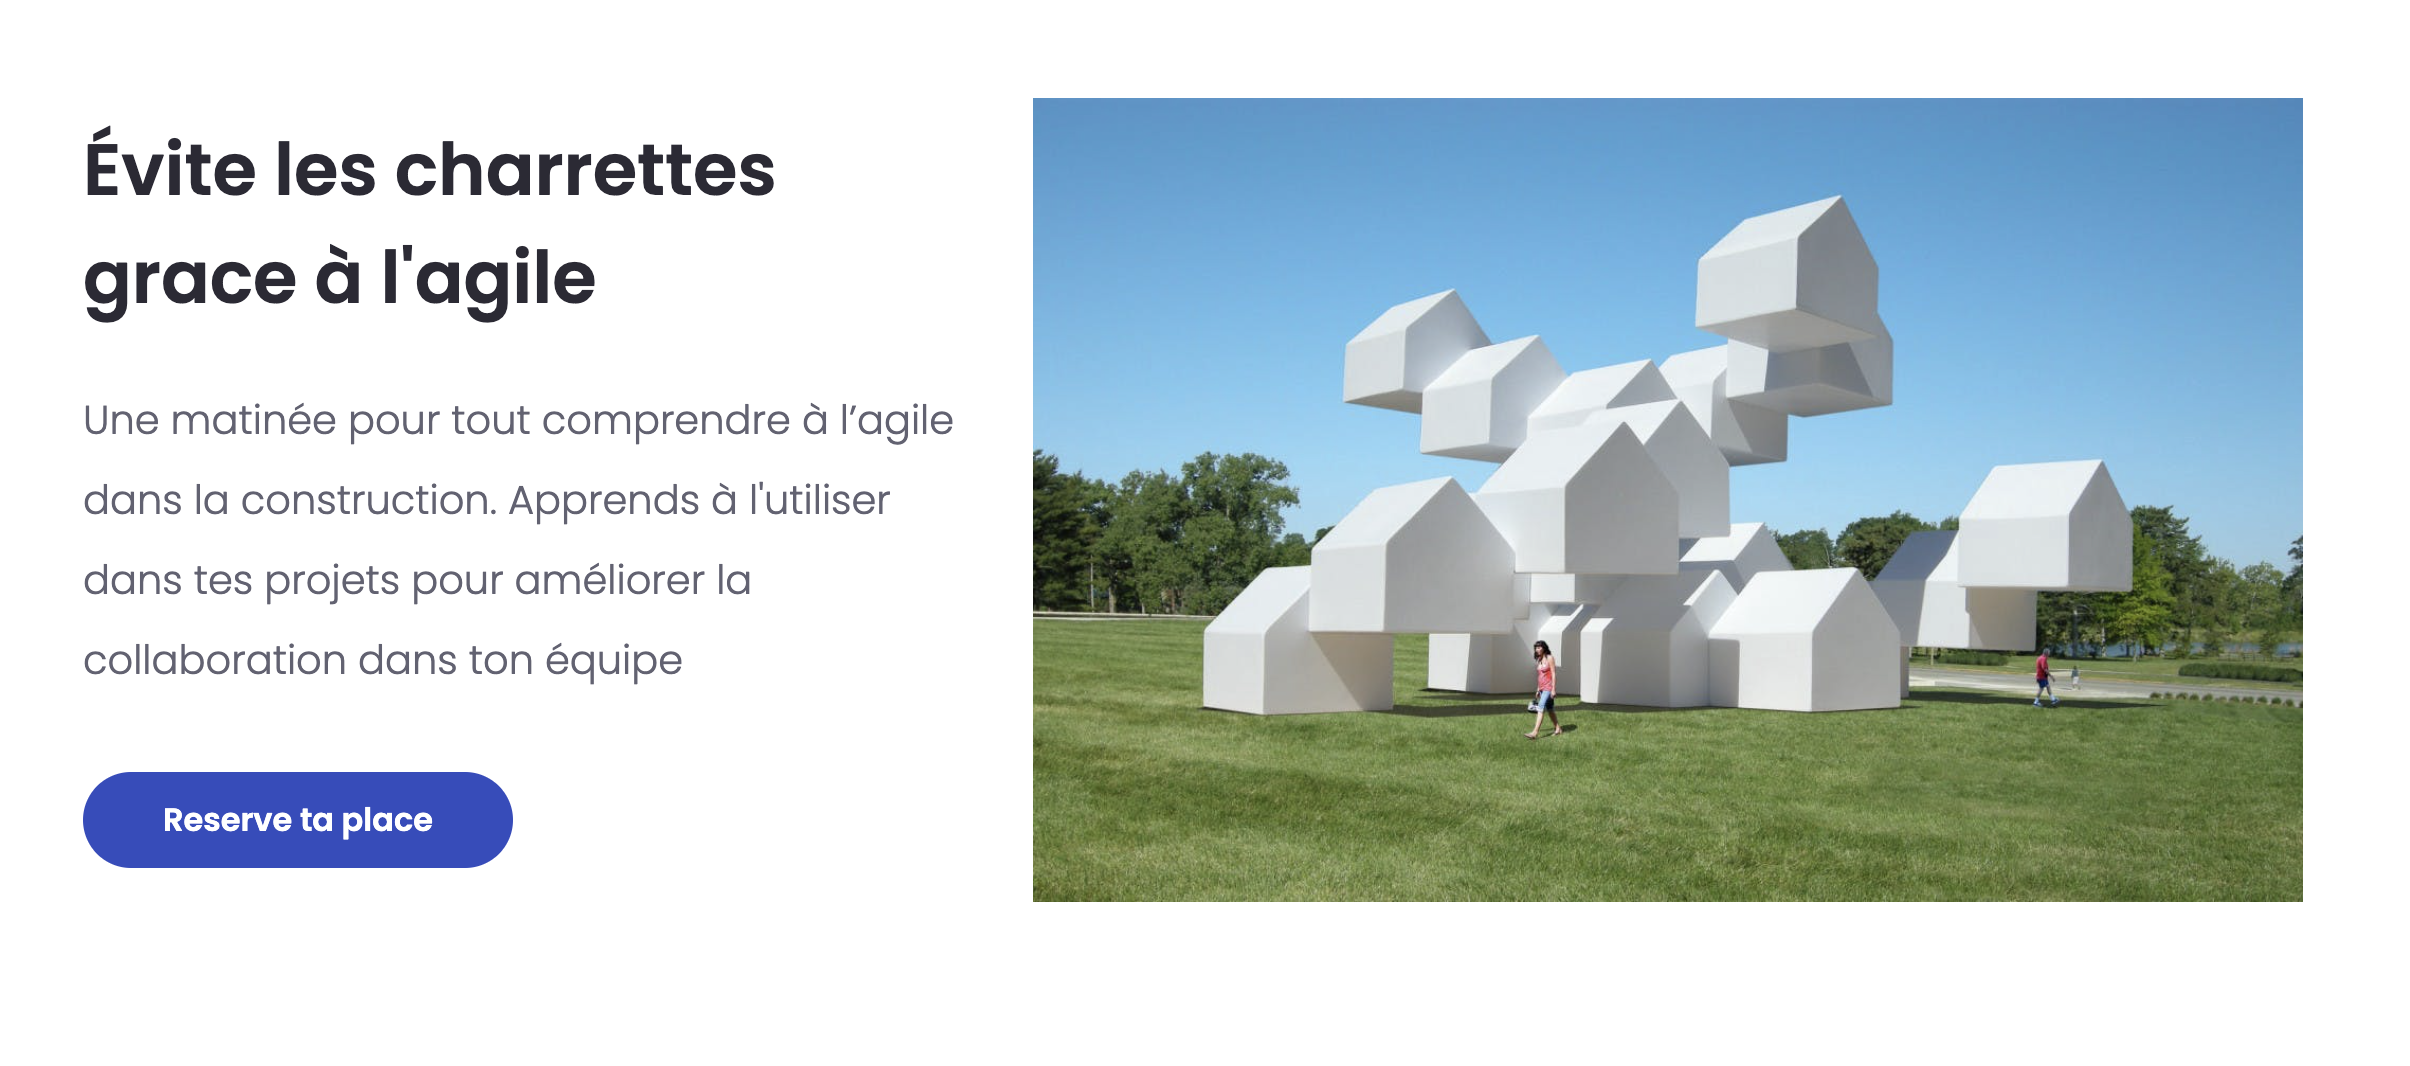 Évite les charrettes
grace à l'agile
Une matinée pour tout comprendre à l’agile
dans la construction. Apprends à l'utiliser
dans tes projets pour améliorer la
collaboration dans ton équipe
Reserve ta place